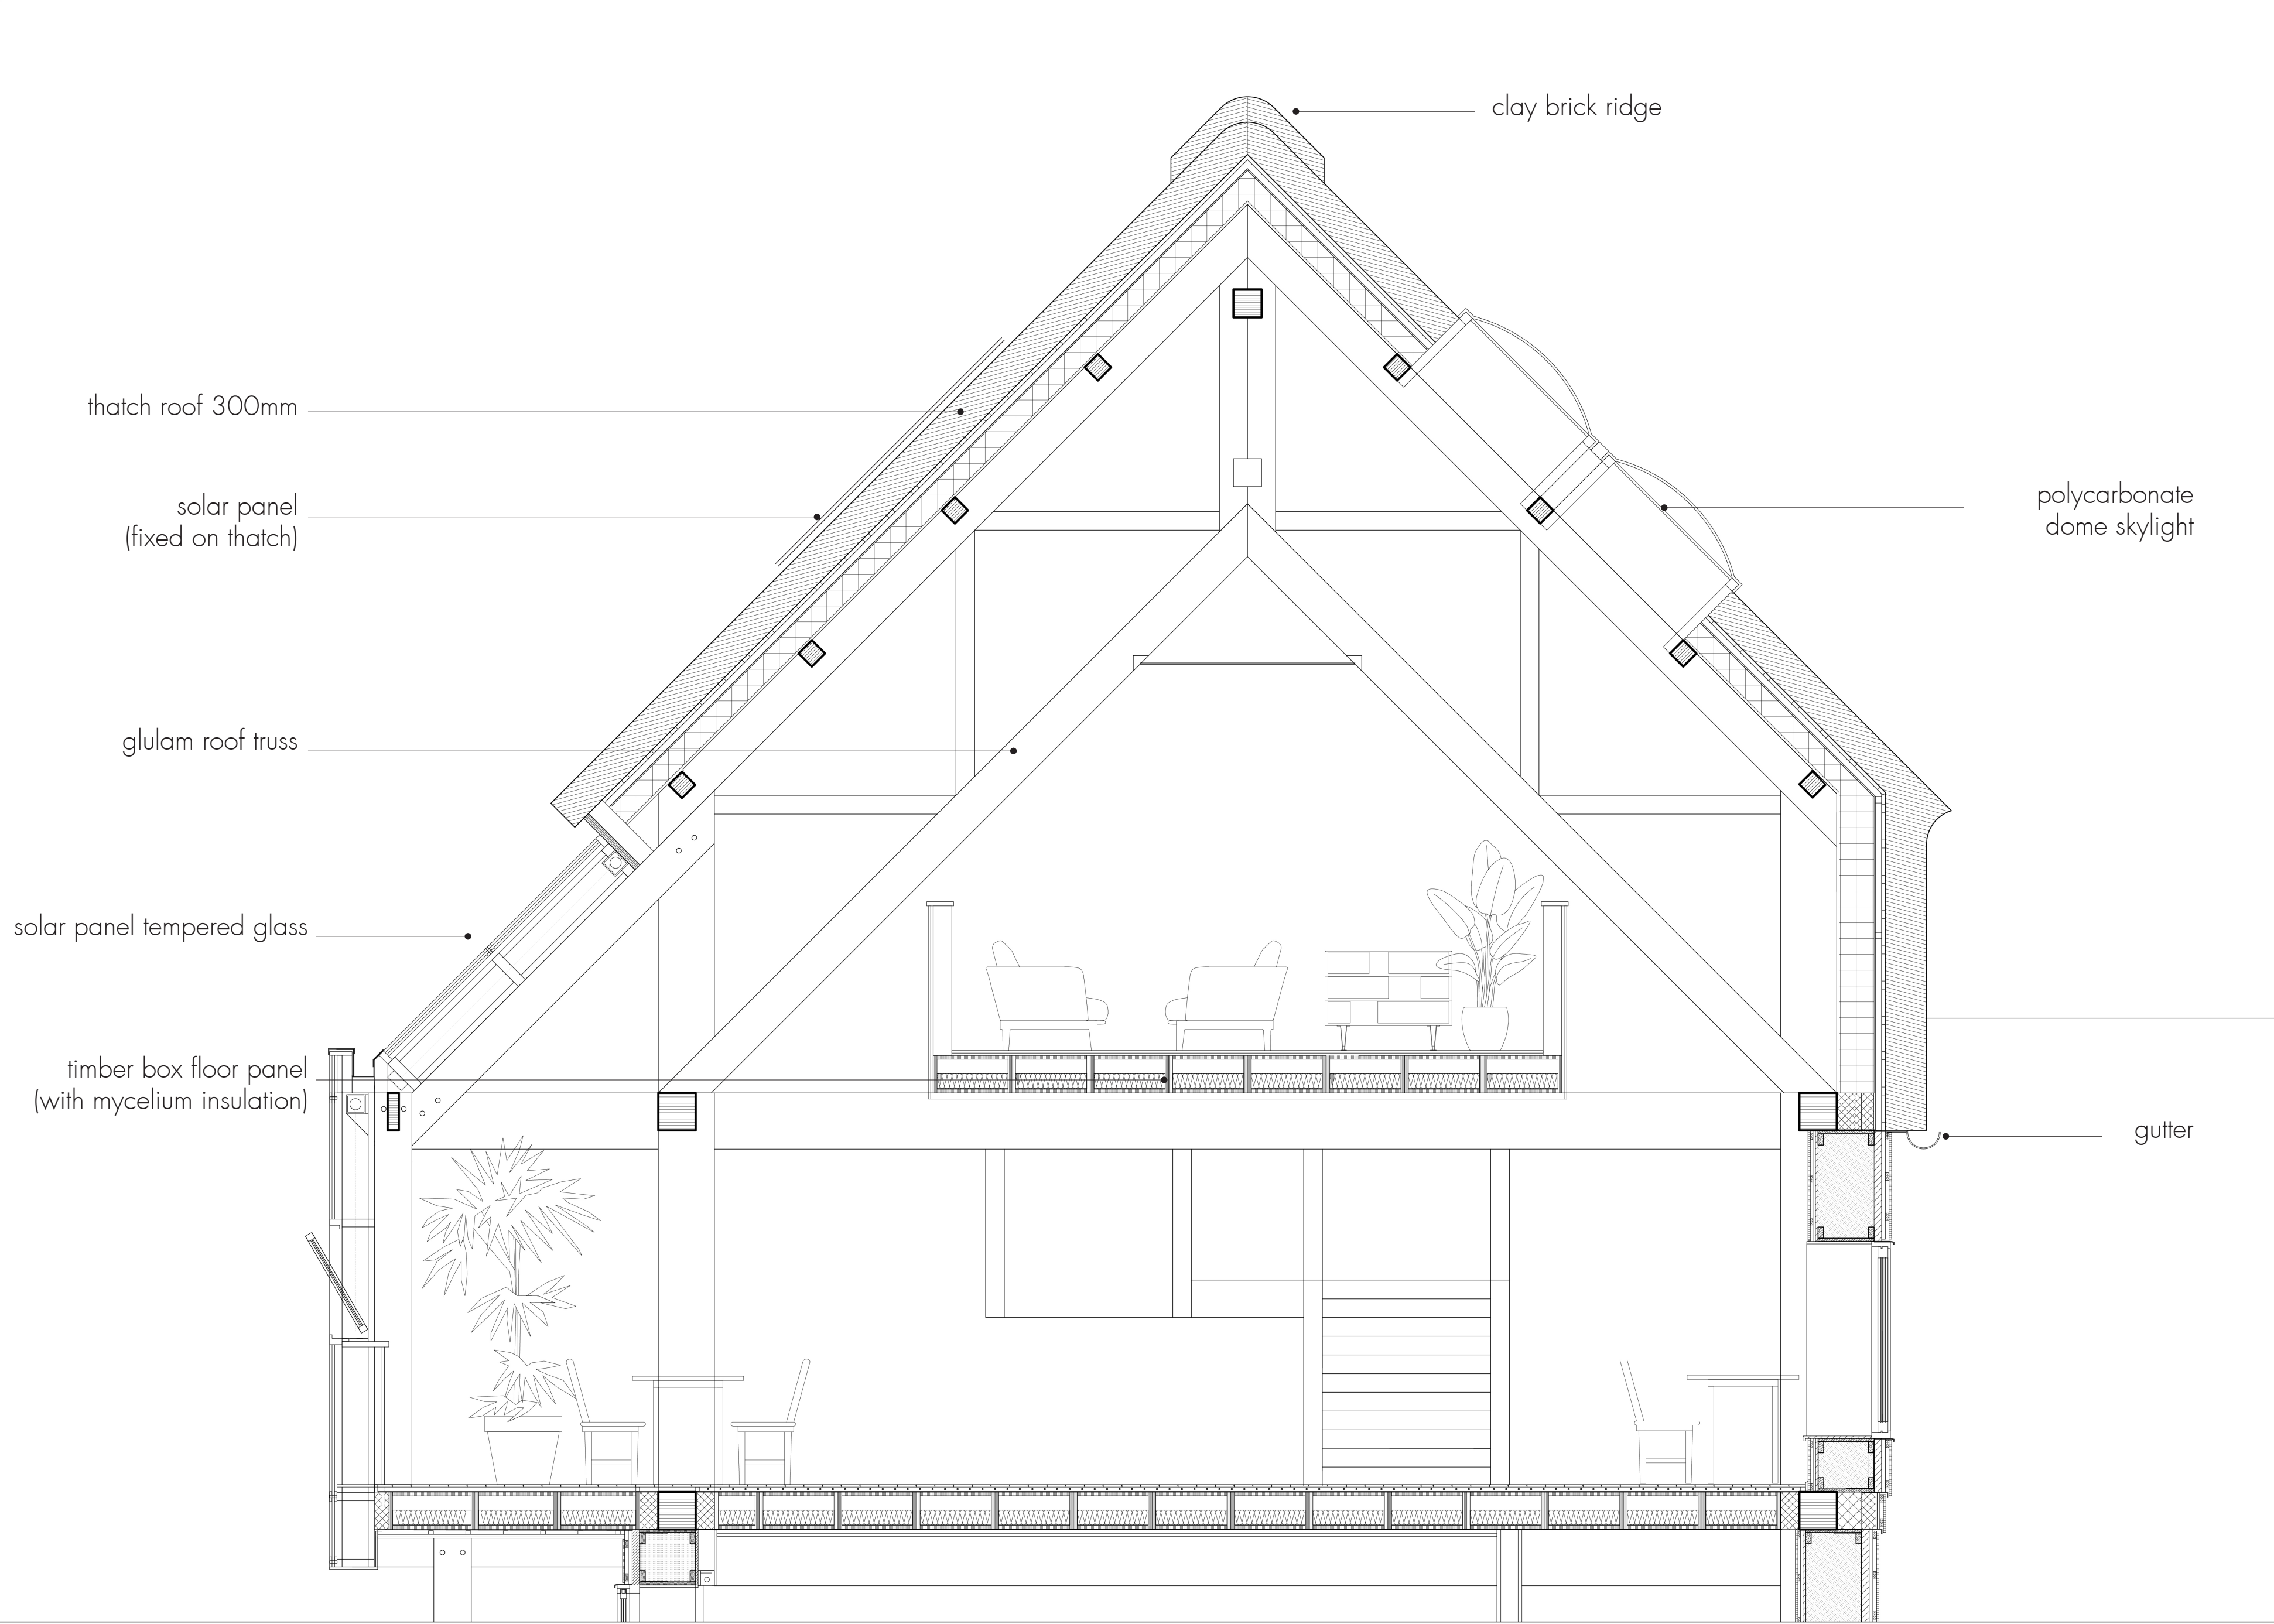 clay brick ridge
thatch roof 300mm
solar panel
(fixed on thatch)
polycarbonate
dome skylight
glulam roof truss
solar panel tempered glass
timber box floor panel
(with mycelium insulation)
gutter